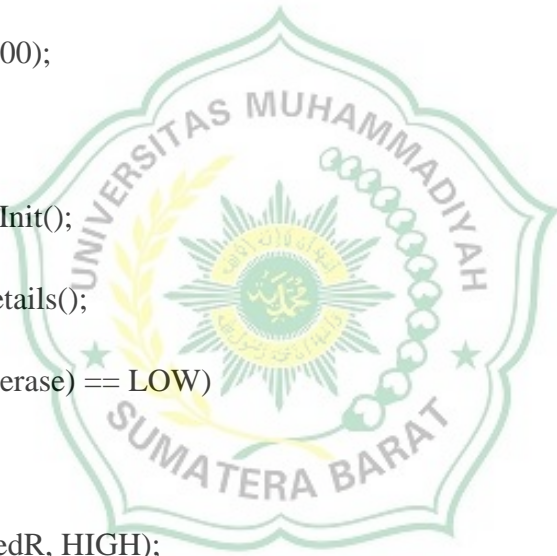 00);
UNIVERSITAS MUHAMMADIYAH
Init();
etails();
erase) == LOW)
SUMATERA BARAT
edR, HIGH);